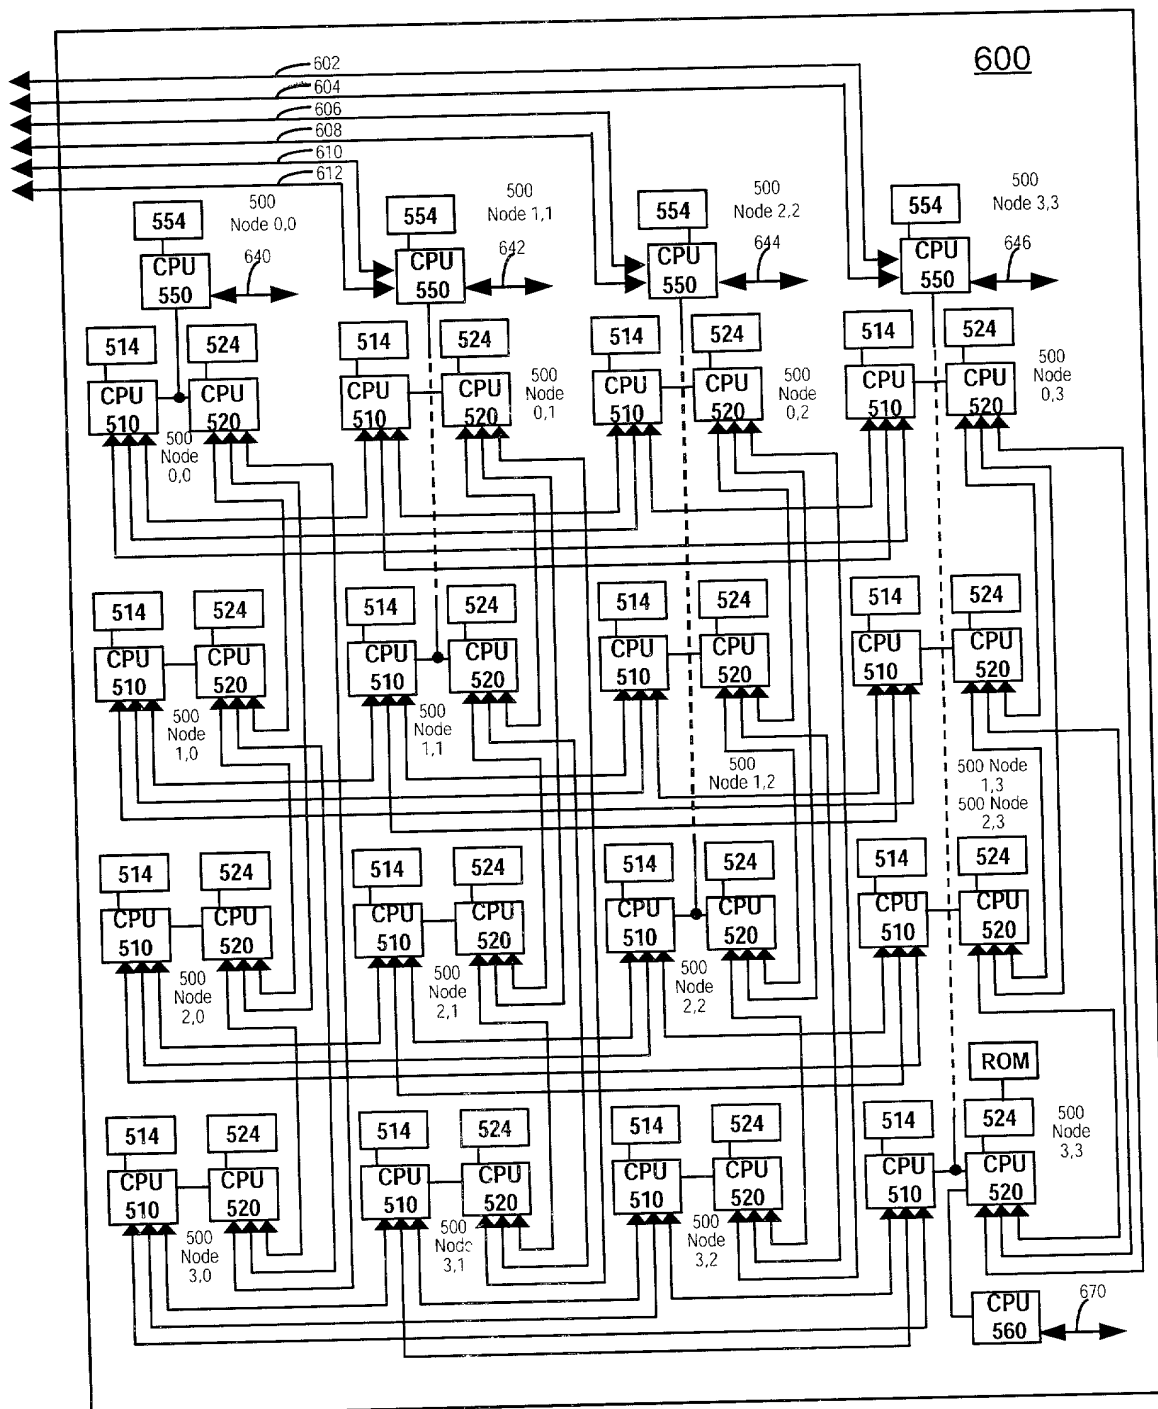 600
602
604
606
608
610
612
500
Node 0,0
500
Node 1,1
500
Node 2,2
500
Node 3,3
554
554
554
554
CPU
550
CPU
550
CPU
550
CPU
550
640
642
644
646
514
524
514
524
514
524
514
524
CPU
510
CPU
520
CPU
510
CPU
520
CPU
510
CPU
520
CPU
510
CPU
520
500
Node
0,0
500
Node
0,1
500
Node
0,2
500
Node
0,3
514
524
514
524
514
524
514
524
CPU
510
CPU
520
CPU
510
CPU
520
CPU
510
CPU
520
CPU
510
CPU
520
500
Node
1,0
500
Node
1,1
500
Node 1,2
500 Node
1,3
500 Node
2,3
514
524
514
524
514
524
514
524
CPU
510
CPU
520
CPU
510
CPU
520
CPU
510
CPU
520
CPU
510
CPU
520
500
Node
2,0
500
Node
2,1
500
Node
2,2
ROM
514
524
514
524
514
524
514
524
500
Node
3,3
CPU
510
CPU
520
CPU
510
CPU
520
CPU
510
CPU
520
CPU
510
CPU
520
500
Node
3,0
500
Node
3,1
500
Node
3,2
CPU
560
670